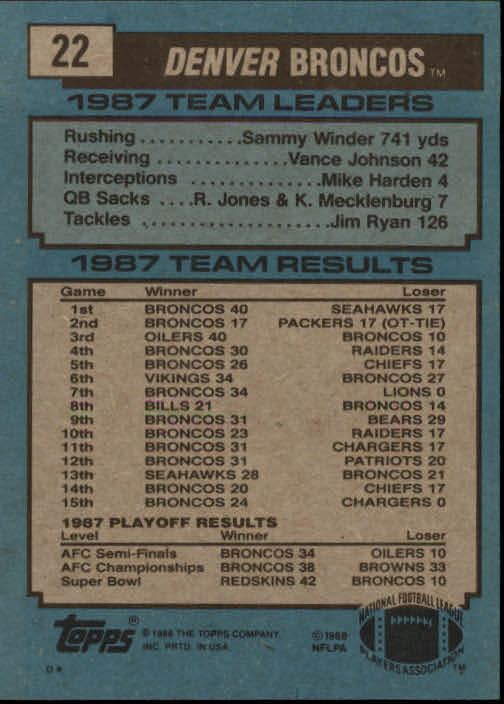 22
DENVER BRONCOS™
1987 TEAM LEADERS
Rushing...........Sammy Winder 741 yds
Receiving..............Vance Johnson 42
Interceptions..............Mike Harden 4
QB Sacks....R. Jones & K. Mecklenburg 7
Tackles....................Jim Ryan 126
1987 TEAM RESULTS
Game Winner Loser
1st BRONCOS 40 SEAHAWKS 17
2nd BRONCOS 17 PACKERS 17 (OT-TIE)
3rd OILERS 40 BRONCOS 10
4th BRONCOS 30 RAIDERS 14
5th BRONCOS 26 CHIEFS 17
6th VIKINGS 34 BRONCOS 27
7th BRONCOS 34 LIONS 0
8th BILLS 21 BRONCOS 14
9th BRONCOS 31 BEARS 29
10th BRONCOS 23 RAIDERS 17
11th BRONCOS 31 CHARGERS 17
12th BRONCOS 31 PATRIOTS 20
13th SEAHAWKS 28 BRONCOS 21
14th BRONCOS 20 CHIEFS 17
15th BRONCOS 24 CHARGERS 0
1987 PLAYOFF RESULTS
Level Winner Loser
AFC Semi-Finals BRONCOS 34 OILERS 10
AFC Championships BRONCOS 38 BROWNS 33
Super Bowl REDSKINS 42 BRONCOS 10
Topps®
© 1988 THE TOPPS COMPANY,
INC. PRTD. IN USA.
© 1988
NFLPA
NATIONAL FOOTBALL LEAGUE
PLAYERS ASSOCIATION™
D*